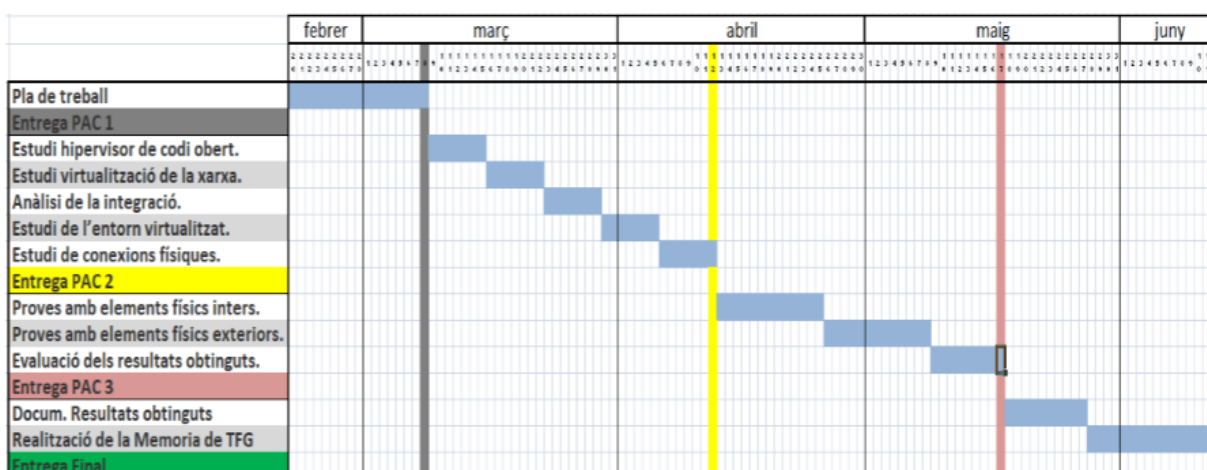 febrer març abril maig juny
Pla de treball
Entrega PAC 1
Estudi hipervisor de codi obert.
Estudi virtualització de la xarxa.
Anàlisi de la integració.
Estudi de l'entorn virtualitzat.
Estudi de conexions físiques.
Entrega PAC 2
Proves amb elements físics inters.
Proves amb elements físics exteriors.
Evaluació dels resultats obtinguts.
Entrega PAC 3
Docum. Resultats obtinguts
Realització de la Memoria de TFG
Entrega Final